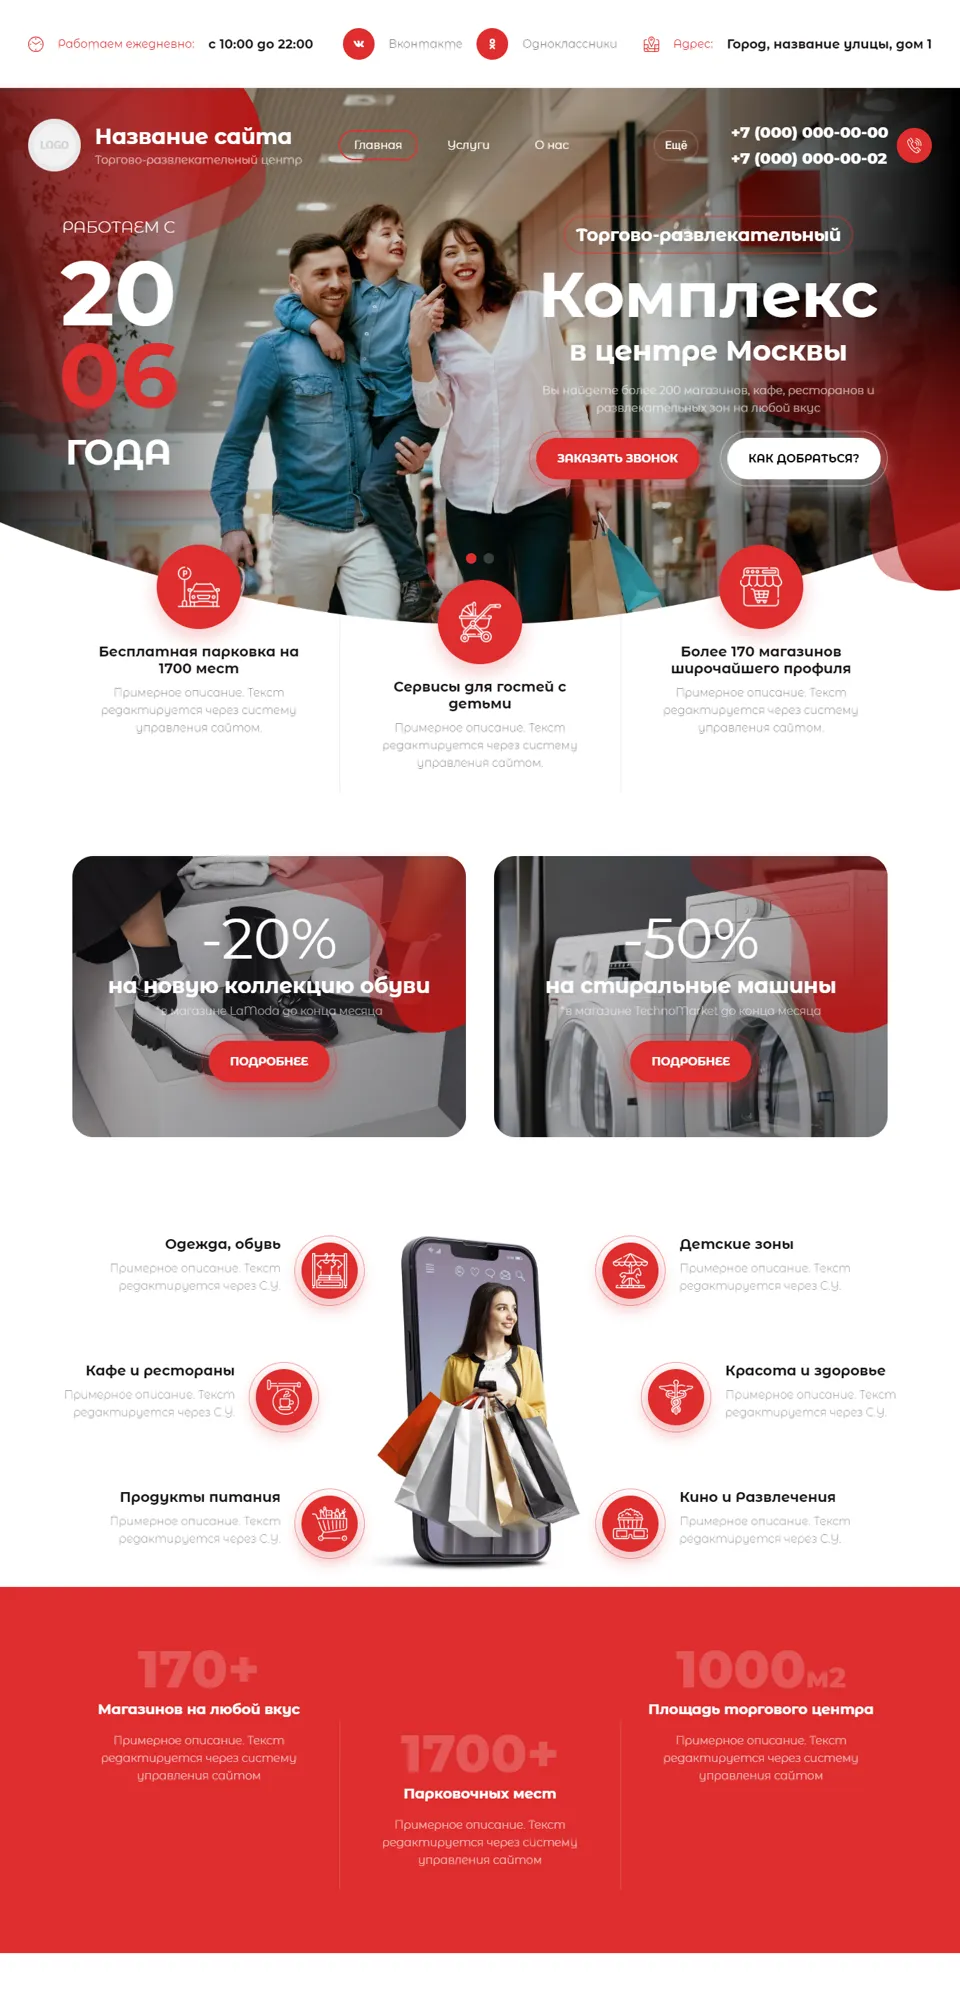 Работаем ежедневно: с 10:00 до 22:00
Вконтакте
Одноклассники
Адрес: Город, название улицы, дом 1
LOGO
Название сайта
Торгово-развлекательный центр
Главная
Услуги
О нас
Ещё
+7 (000) 000-00-00
+7 (000) 000-00-02
РАБОТАЕМ С
20
06
ГОДА
Торгово-развлекательный
Комплекс
в центре Москвы
Вы найдете более 200 магазинов, кафе, ресторанов и
развлекательных зон на любой вкус
ЗАКАЗАТЬ ЗВОНОК
КАК ДОБРАТЬСЯ?
Бесплатная парковка на
1700 мест
Примерное описание. Текст
редактируется через систему
управления сайтом.
Сервисы для гостей с
детьми
Примерное описание. Текст
редактируется через систему
управления сайтом.
Более 170 магазинов
широчайшего профиля
Примерное описание. Текст
редактируется через систему
управления сайтом.
-20%
на новую коллекцию обуви
*в магазине LaModa до конца месяца
ПОДРОБНЕЕ
-50%
на стиральные машины
*в магазине TechnoMarket до конца месяца
ПОДРОБНЕЕ
Одежда, обувь
Примерное описание. Текст
редактируется через С.У.
Кафе и рестораны
Примерное описание. Текст
редактируется через С.У.
Продукты питания
Примерное описание. Текст
редактируется через С.У.
Детские зоны
Примерное описание. Текст
редактируется через С.У.
Красота и здоровье
Примерное описание. Текст
редактируется через С.У.
Кино и Развлечения
Примерное описание. Текст
редактируется через С.У.
170+
Магазинов на любой вкус
Примерное описание. Текст
редактируется через систему
управления сайтом
1700+
Парковочных мест
Примерное описание. Текст
редактируется через систему
управления сайтом
1000м2
Площадь торгового центра
Примерное описание. Текст
редактируется через систему
управления сайтом